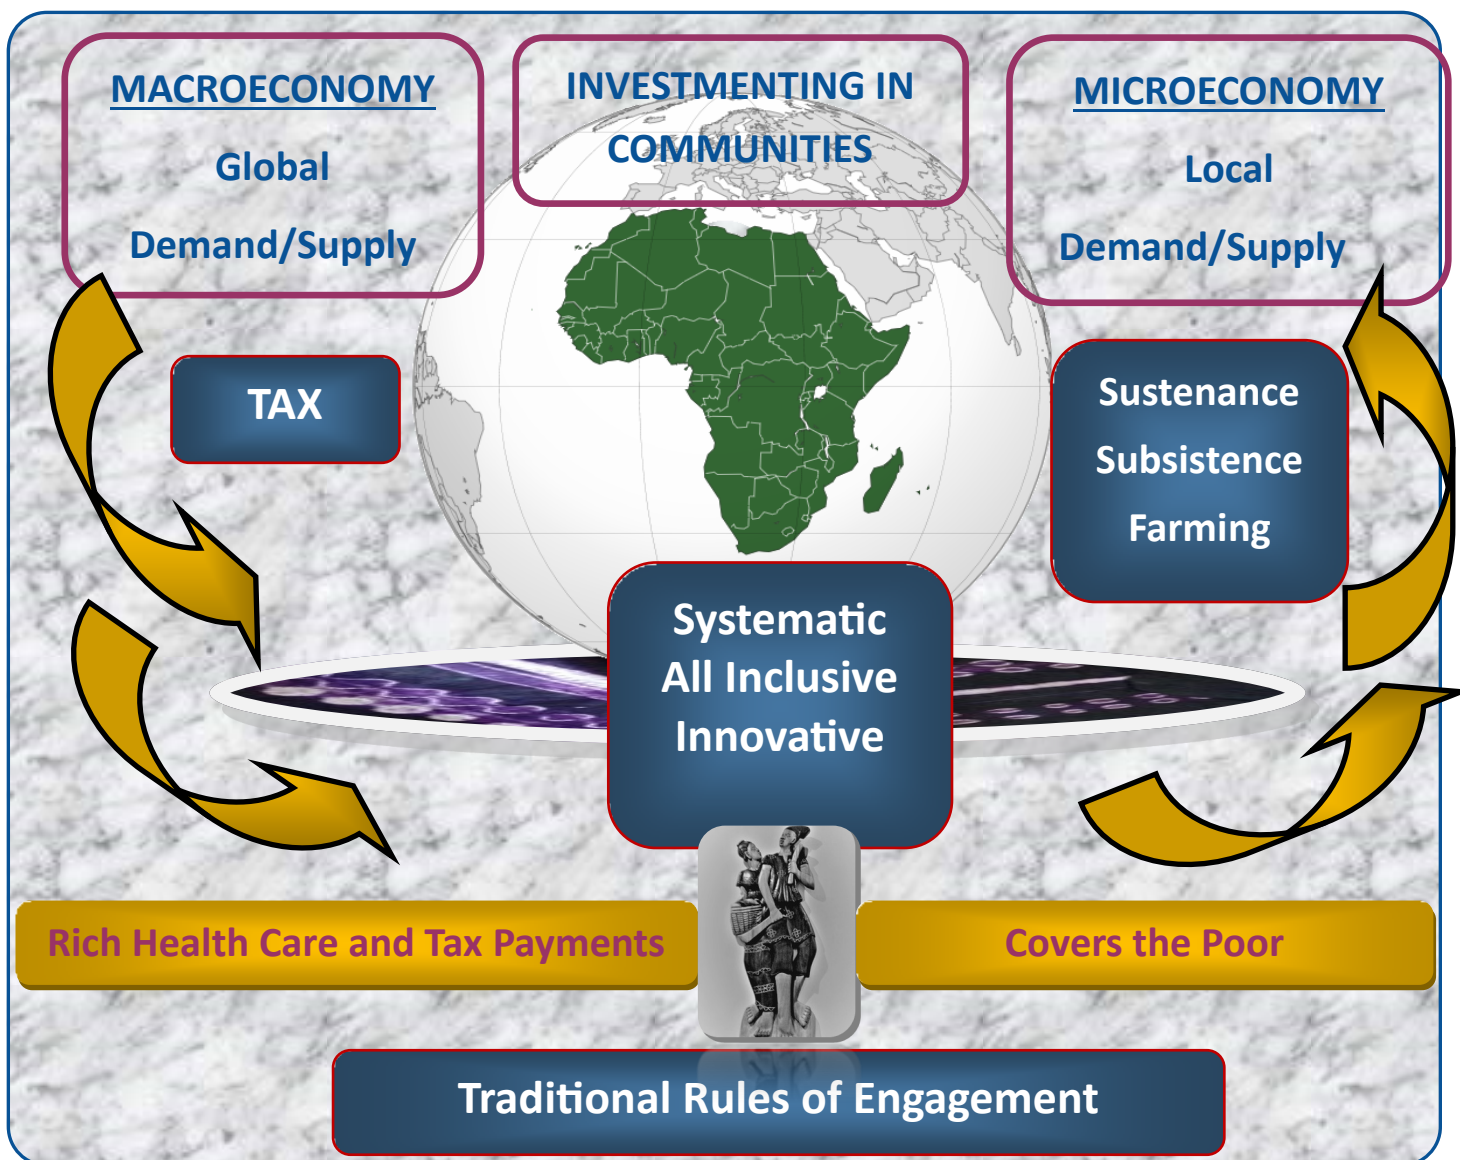 MACROECONOMY
Global
Demand/Supply
INVESTMENTING IN
COMMUNITIES
MICROECONOMY
Local
Demand/Supply
TAX
Sustenance
Subsistence
Farming
Systematic
All Inclusive
Innovative
Rich Health Care and Tax Payments
Covers the Poor
Traditional Rules of Engagement